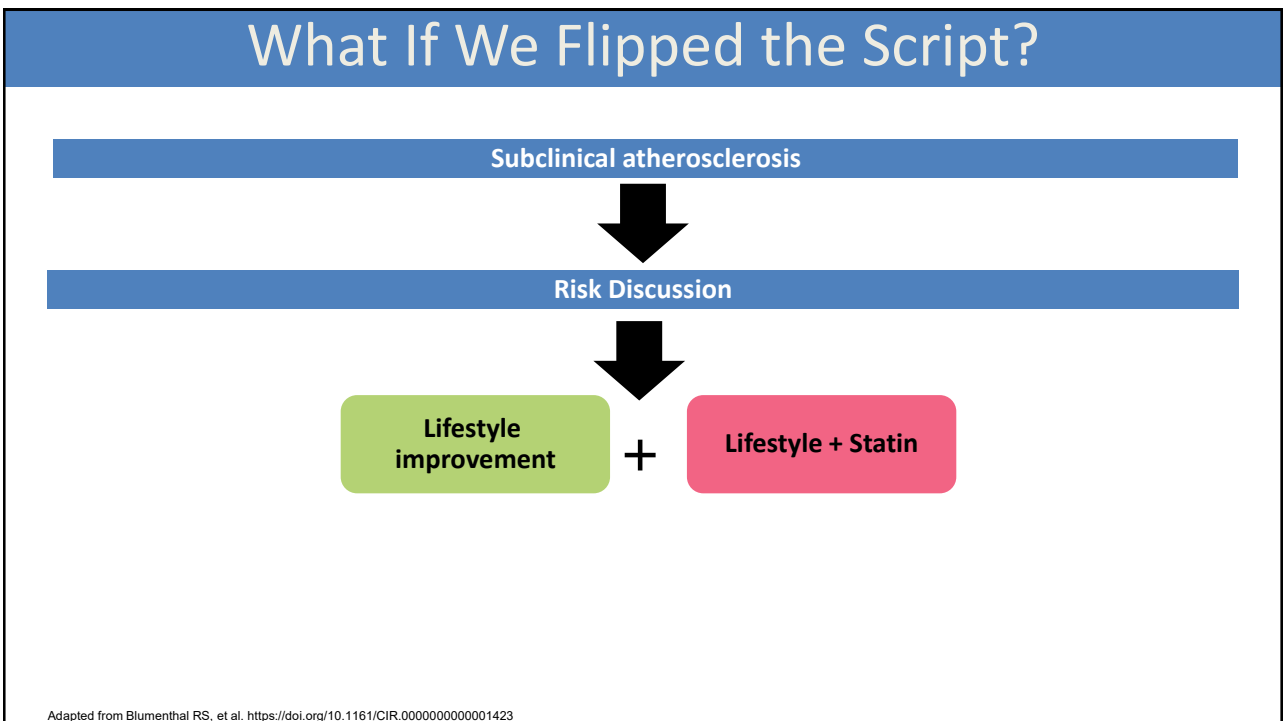 What If We Flipped the Script?
Subclinical atherosclerosis
Risk Discussion
Lifestyle
improvement
+
Lifestyle + Statin
Adapted from Blumenthal RS, et al. https://doi.org/10.1161/CIR.0000000000001423